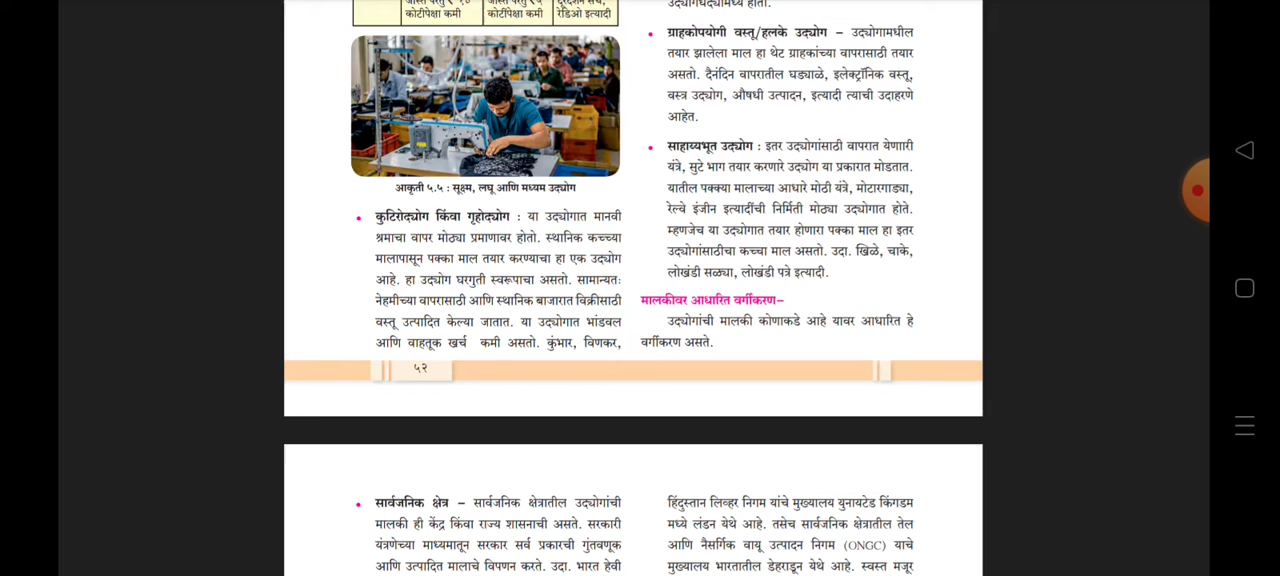 जास्त परंतु ₹ १०
कोटीपेक्षा कमी
जास्त परंतु ₹ ५
कोटींपेक्षा कमी
दूरदर्शन संच,
रेडिओ इत्यादी
आकृती ५.५ : सूक्ष्म, लघू आणि मध्यम उद्योग
• कुटिरोद्योग किंवा गृहोद्योग : या उद्योगात मानवी
श्रमाचा वापर मोठ्या प्रमाणावर होतो. स्थानिक कच्च्या
मालापासून पक्का माल तयार करण्याचा हा एक उद्योग
आहे. हा उद्योग घरगुती स्वरूपाचा असतो. सामान्यतः
नेहमीच्या वापरासाठी आणि स्थानिक बाजारात विक्रीसाठी
वस्तू उत्पादित केल्या जातात. या उद्योगात भांडवल
आणि वाहतूक खर्च कमी असतो. कुंभार, विणकर,
उद्योगधंद्यांमध्ये होतो.
• ग्राहकोपयोगी वस्तू/हलके उद्योग – उद्योगामधील
तयार झालेला माल हा थेट ग्राहकांच्या वापरासाठी तयार
असतो. दैनंदिन वापरातील घड्याळे, इलेक्ट्रॉनिक वस्तू,
वस्त्र उद्योग, औषधी उत्पादन, इत्यादी त्याची उदाहरणे
आहेत.
• साहाय्यभूत उद्योग : इतर उद्योगांसाठी वापरात येणारी
यंत्रे, सुटे भाग तयार करणारे उद्योग या प्रकारात मोडतात.
यातील पक्क्या मालाच्या आधारे मोठी यंत्रे, मोटारगाड्या,
रेल्वे इंजीन इत्यादींची निर्मिती मोठ्या उद्योगात होते.
म्हणजेच या उद्योगात तयार होणारा पक्का माल हा इतर
उद्योगांसाठीचा कच्चा माल असतो. उदा. खिळे, चाके,
लोखंडी सळ्या, लोखंडी पत्रे इत्यादी.
मालकीवर आधारित वर्गीकरण–
उद्योगांची मालकी कोणाकडे आहे यावर आधारित हे
वर्गीकरण असते.
५२
• सार्वजनिक क्षेत्र – सार्वजनिक क्षेत्रातील उद्योगांची
मालकी ही केंद्र किंवा राज्य शासनाची असते. सरकारी
यंत्रणेच्या माध्यमातून सरकार सर्व प्रकारची गुंतवणूक
आणि उत्पादित मालाचे विपणन करते. उदा. भारत हेवी
हिंदुस्तान लिव्हर निगम यांचे मुख्यालय युनायटेड किंगडम
मध्ये लंडन येथे आहे. तसेच सार्वजनिक क्षेत्रातील तेल
आणि नैसर्गिक वायू उत्पादन निगम (ONGC) याचे
मुख्यालय भारतातील डेहराडून येथे आहे. स्वस्त मजूर